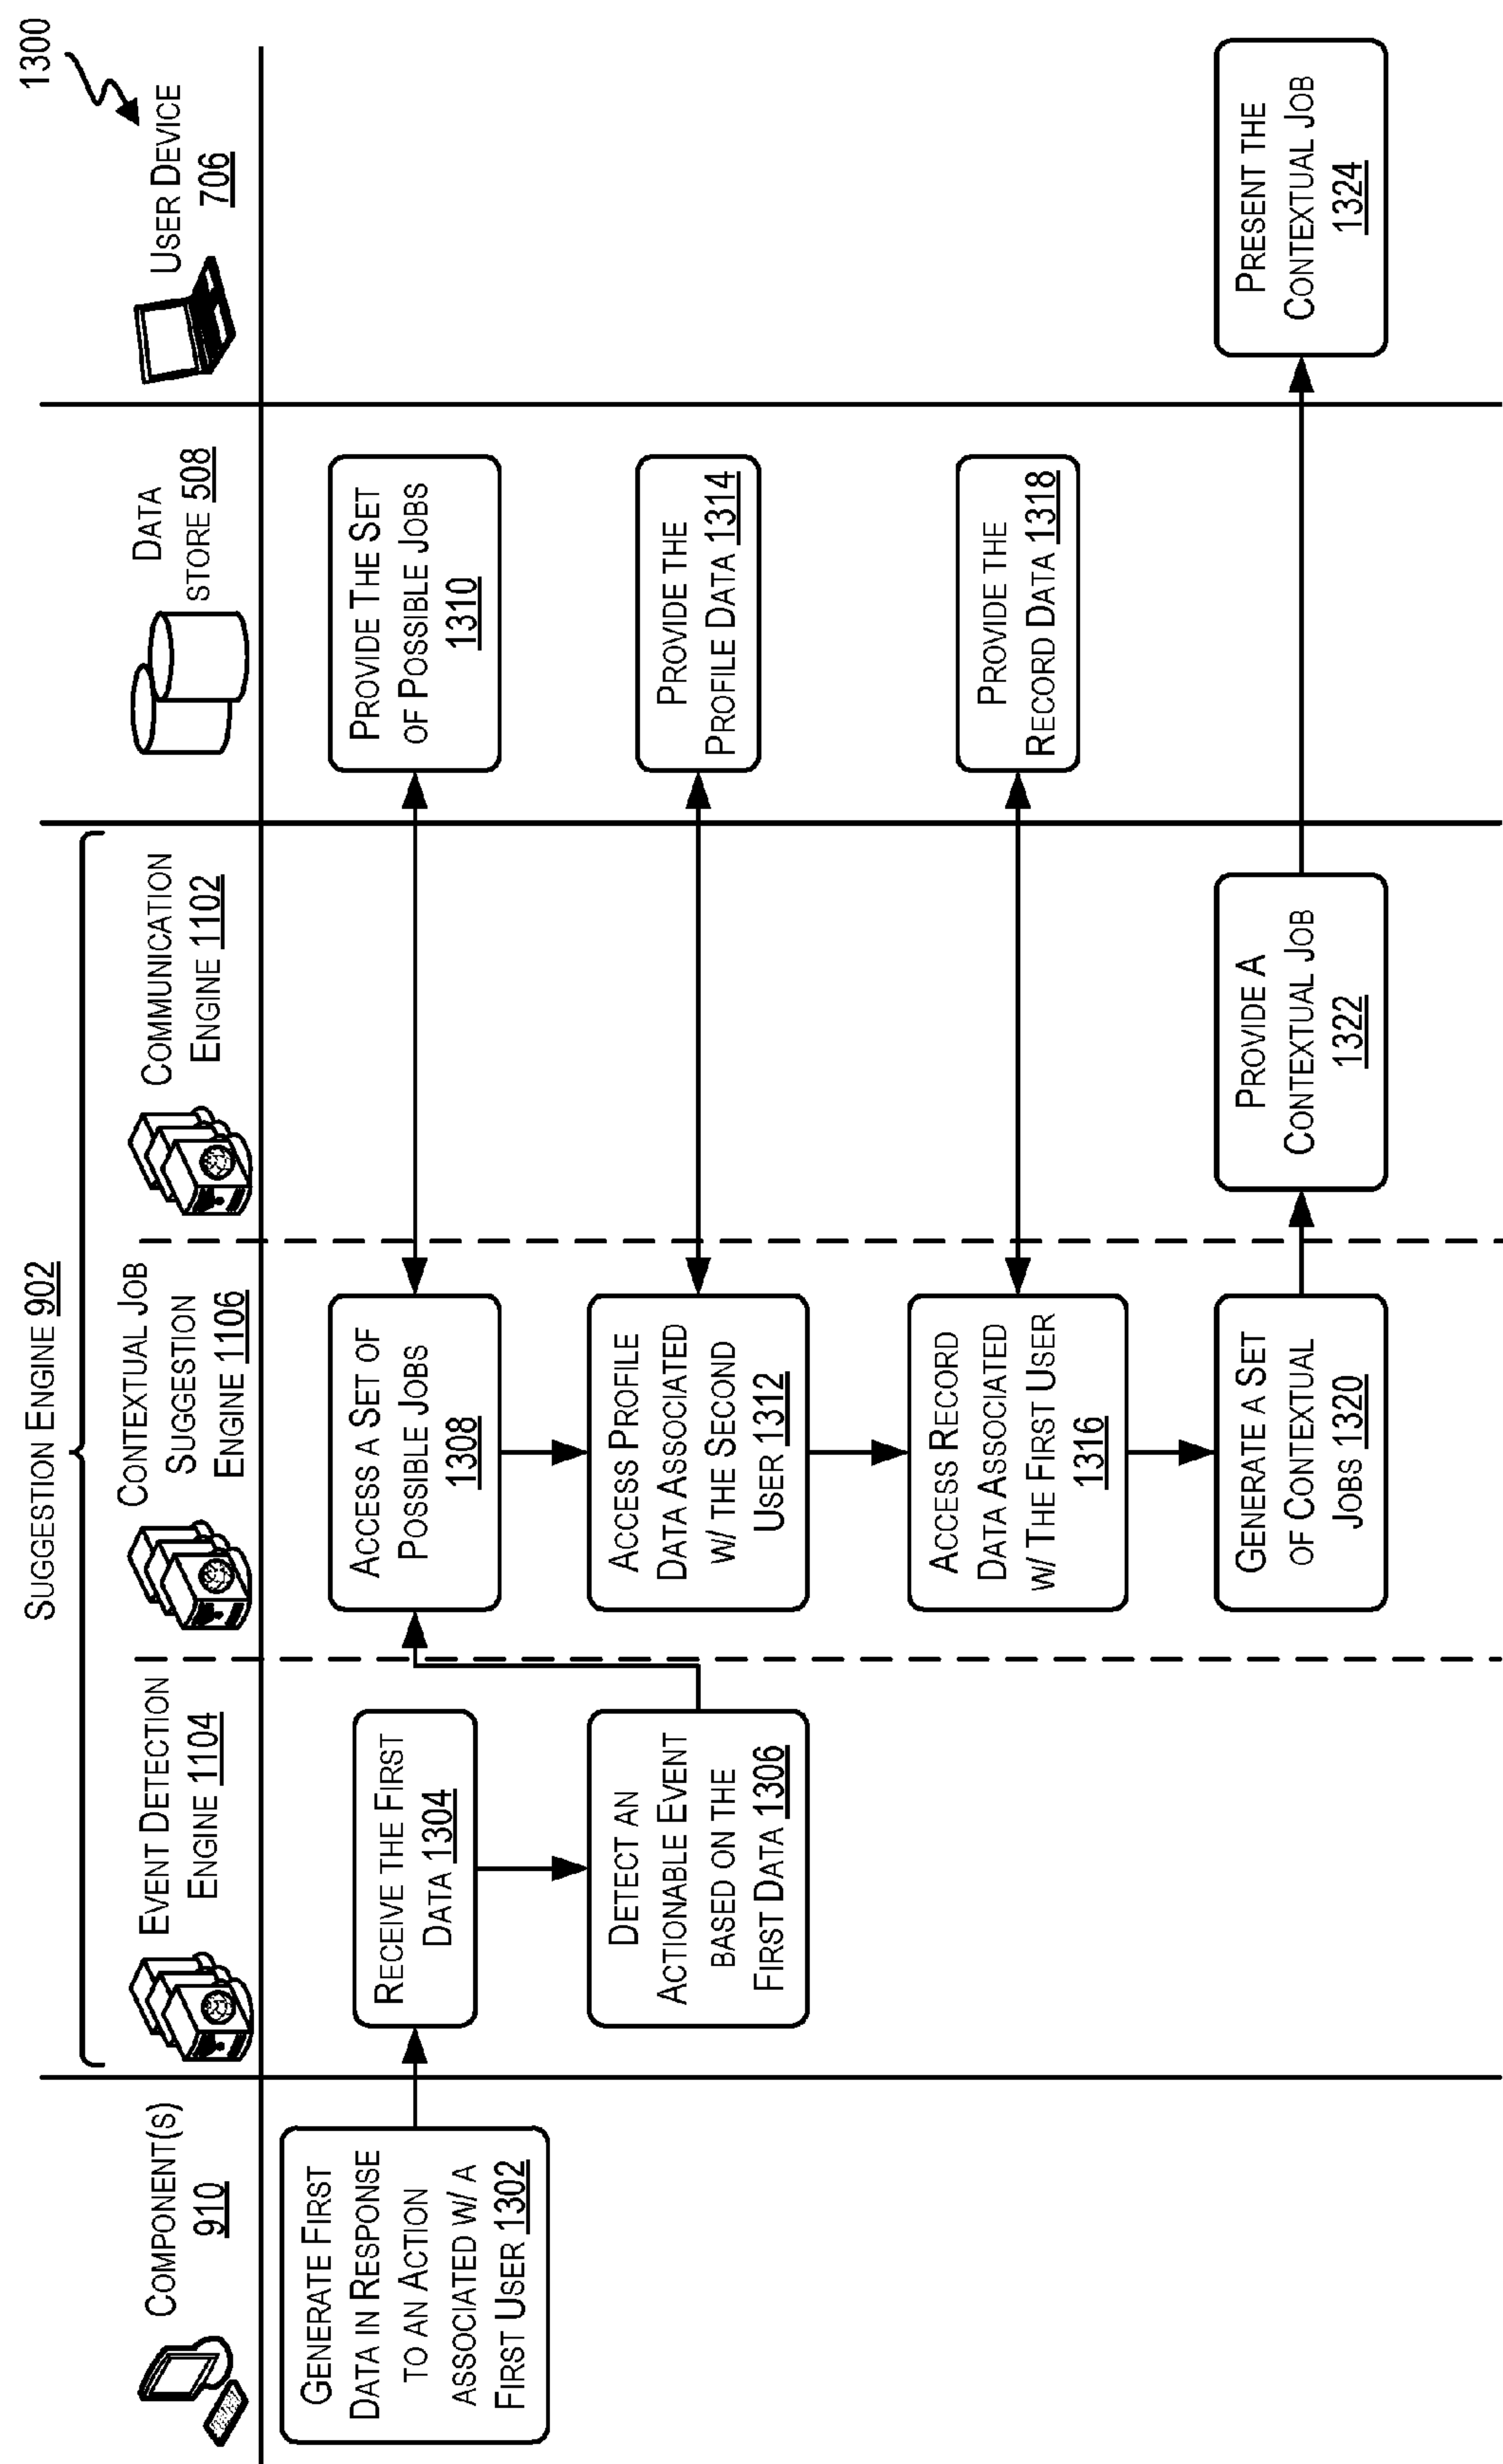 1300
SUGGESTION ENGINE 902
COMPONENT(S)
910
EVENT DETECTION
ENGINE 1104
CONTEXTUAL JOB
SUGGESTION
ENGINE 1106
COMMUNICATION
ENGINE 1102
DATA
STORE 508
USER DEVICE
706
GENERATE FIRST
DATA IN RESPONSE
TO AN ACTION
ASSOCIATED W/ A
FIRST USER 1302
RECEIVE THE FIRST
DATA 1304
DETECT AN
ACTIONABLE EVENT
BASED ON THE
FIRST DATA 1306
ACCESS A SET OF
POSSIBLE JOBS
1308
PROVIDE THE SET
OF POSSIBLE JOBS
1310
ACCESS PROFILE
DATA ASSOCIATED
W/ THE SECOND
USER 1312
PROVIDE THE
PROFILE DATA 1314
ACCESS RECORD
DATA ASSOCIATED
W/ THE FIRST USER
1316
PROVIDE THE
RECORD DATA 1318
GENERATE A SET
OF CONTEXTUAL
JOBS 1320
PROVIDE A
CONTEXTUAL JOB
1322
PRESENT THE
CONTEXTUAL JOB
1324